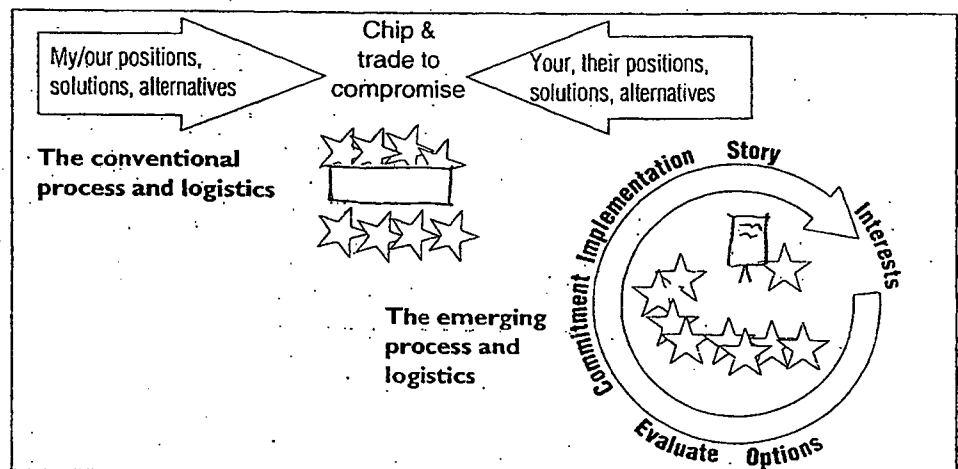 My/our positions,
solutions, alternatives
Chip &
trade to
compromise
Your, their positions,
solutions, alternatives
The conventional
process and logistics
The emerging
process and
logistics
Story
Interests
Options
Evaluate
Commitment
Implementation